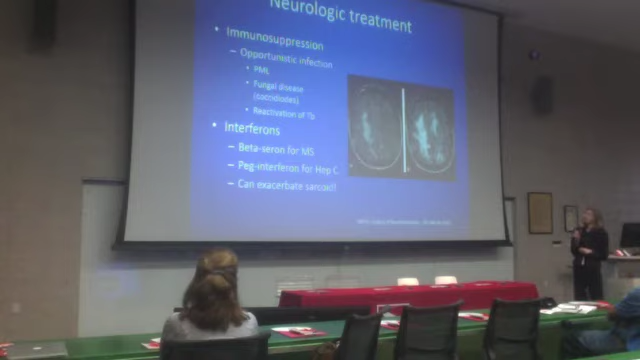 Neurologic treatment
• Immunosuppression
– Opportunistic infection
• PML
• Fungal disease
(coccidioides)
• Reactivation of Tb
• Interferons
– Beta-seron for MS
– Peg-interferon for Hep C
– Can exacerbate sarcoid!